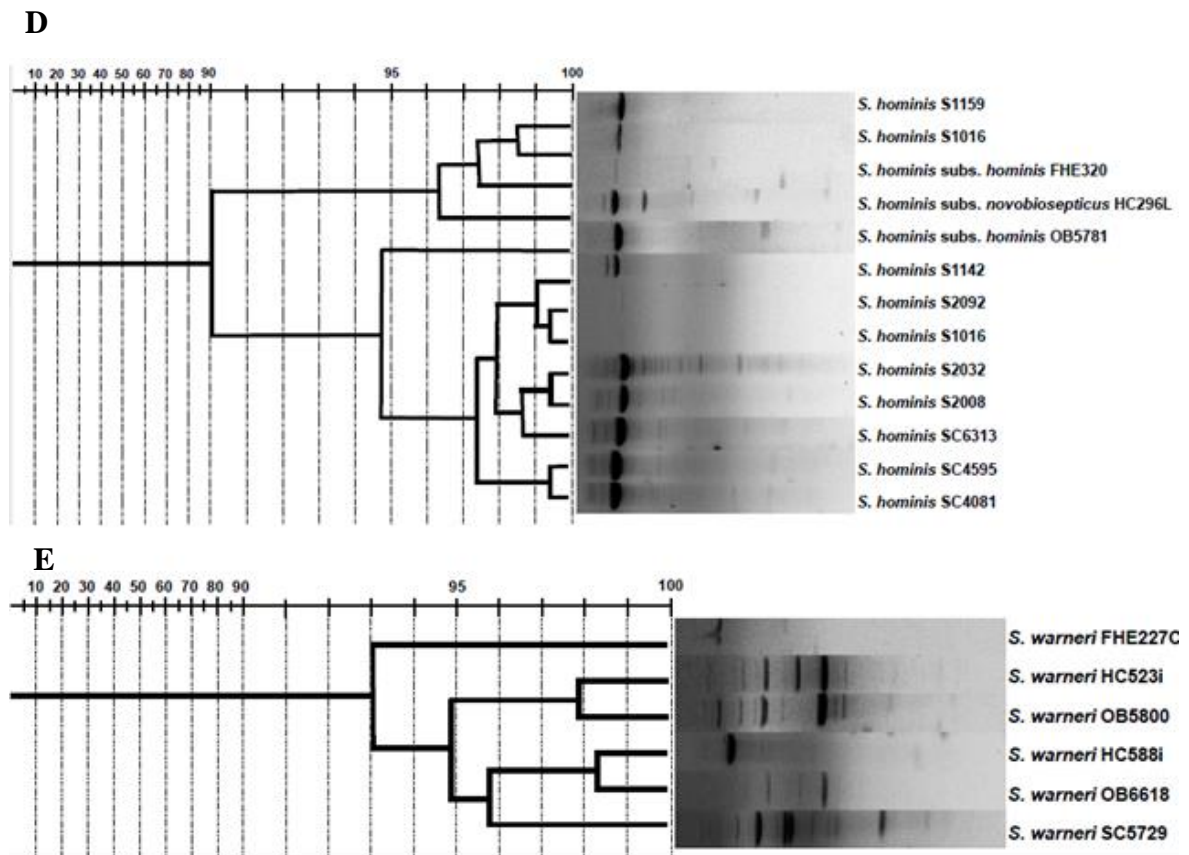 D
10 20 30 40 50 60 70 80 90 95 100
S. hominis S1159
S. hominis S1016
S. hominis subs. hominis FHE320
S. hominis subs. novobiosepticus HC296L
S. hominis subs. hominis OB5781
S. hominis S1142
S. hominis S2092
S. hominis S1016
S. hominis S2032
S. hominis S2008
S. hominis SC6313
S. hominis SC4595
S. hominis SC4081
E
10 20 30 40 50 60 70 80 90 95 100
S. warneri FHE227C
S. warneri HC523i
S. warneri OB5800
S. warneri HC588i
S. warneri OB6618
S. warneri SC5729